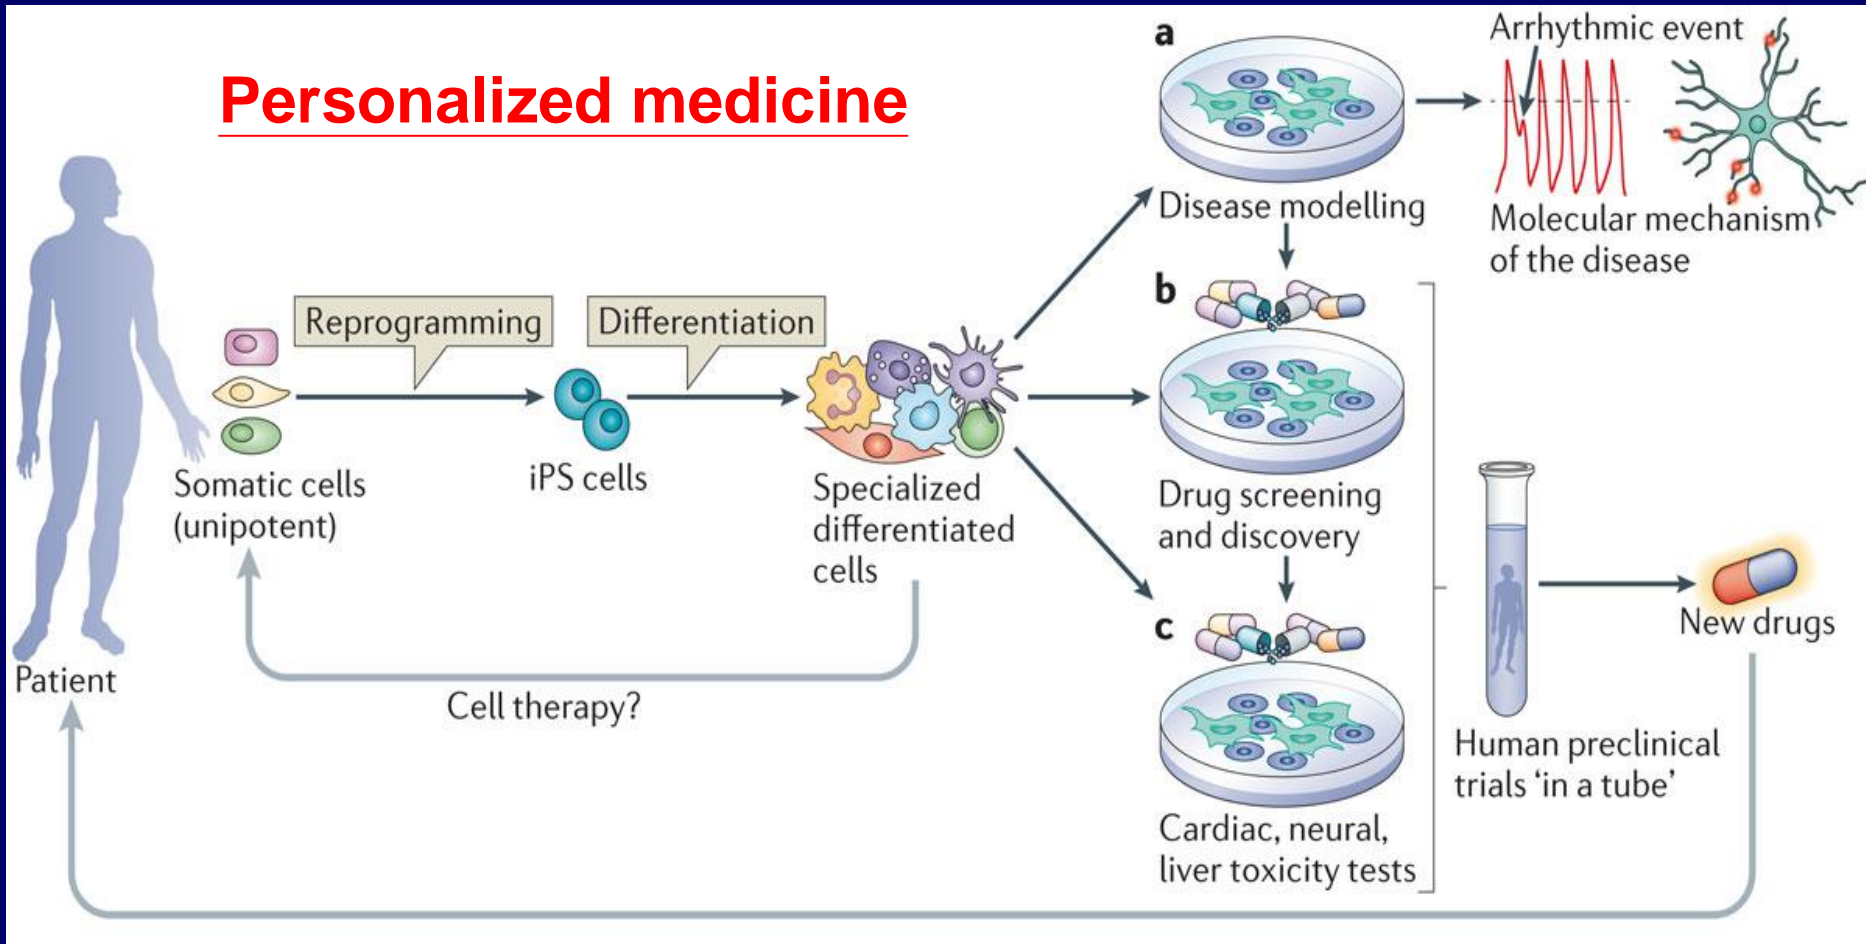 Personalized medicine
Patient
Somatic cells
(unipotent)
Reprogramming
iPS cells
Differentiation
Specialized
differentiated
cells
Cell therapy?
a
Disease modelling
Arrhythmic event
Molecular mechanism
of the disease
b
Drug screening
and discovery
c
Cardiac, neural,
liver toxicity tests
Human preclinical
trials ‘in a tube’
New drugs